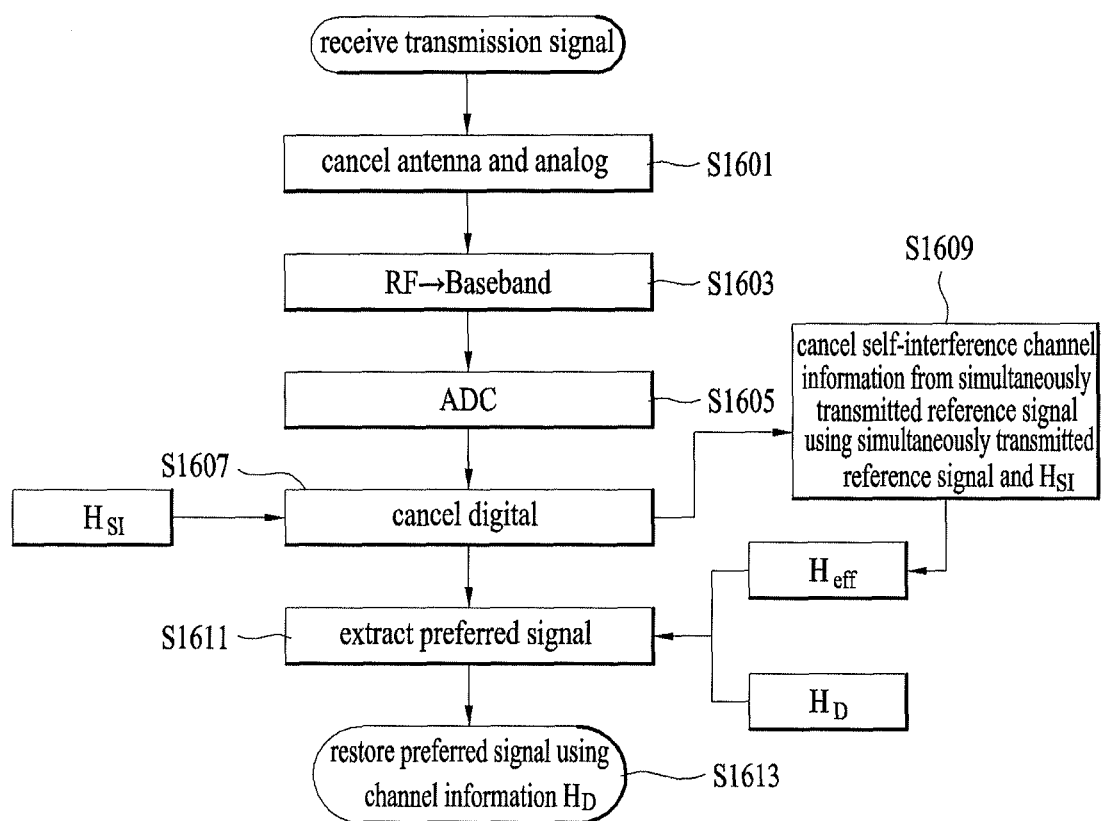 receive transmission signal
cancel antenna and analog
S1601
RF→Baseband
S1603
ADC
S1605
S1609
cancel self-interference channel
information from simultaneously
transmitted reference signal
using simultaneously transmitted
reference signal and HSI
S1607
HSI
cancel digital
Heff
S1611
extract preferred signal
HD
restore preferred signal using
channel information HD
S1613